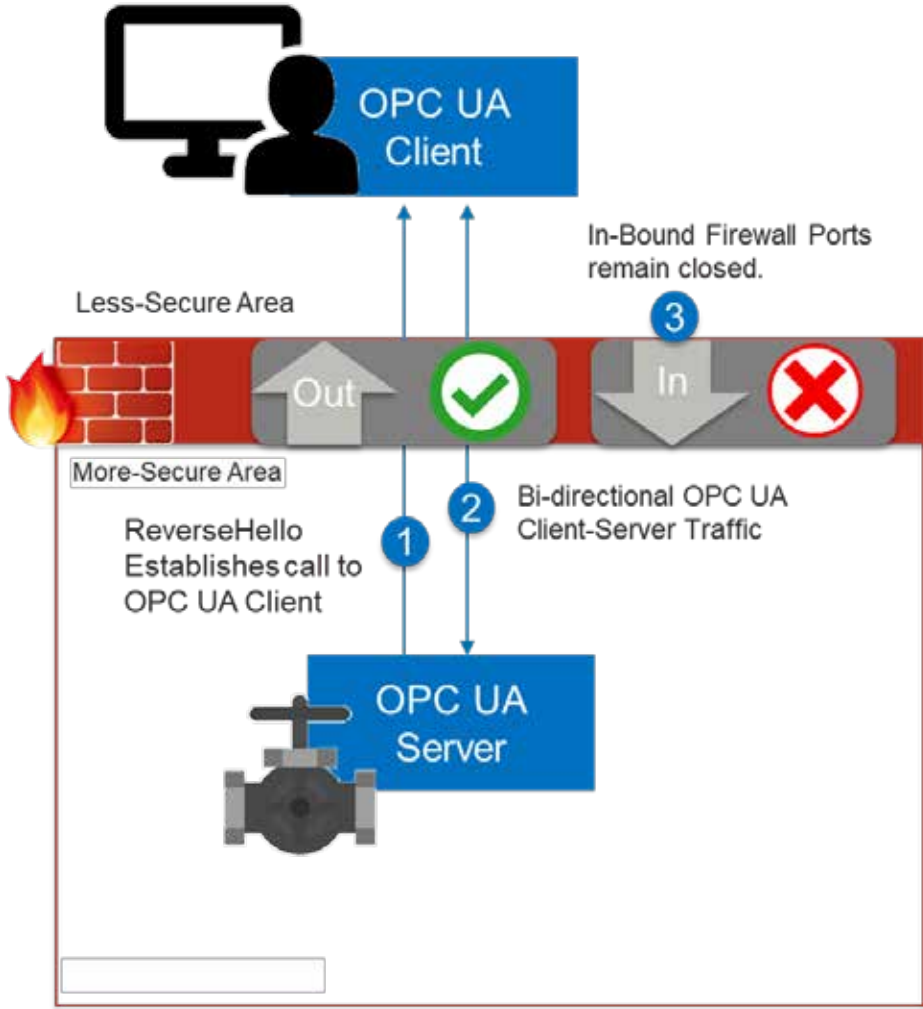 OPC UA
Client
In-Bound Firewall Ports
remain closed.
Less-Secure Area
3
Out
In
More-Secure Area
ReverseHello
Establishes call to
OPC UA Client
1
2
Bi-directional OPC UA
Client-Server Traffic
OPC UA
Server